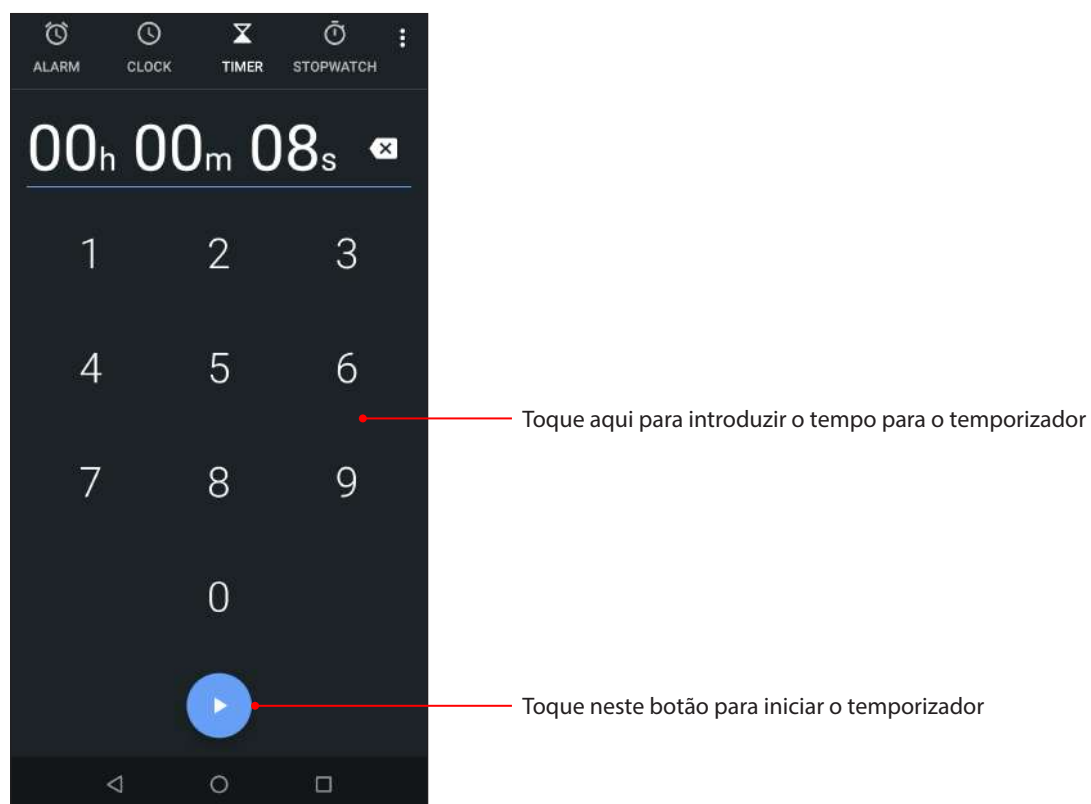 ALARM CLOCK TIMER STOPWATCH
00h 00m 08s
1 2 3
4 5 6
Toque aqui para introduzir o tempo para o temporizador
7 8 9
0
Toque neste botão para iniciar o temporizador